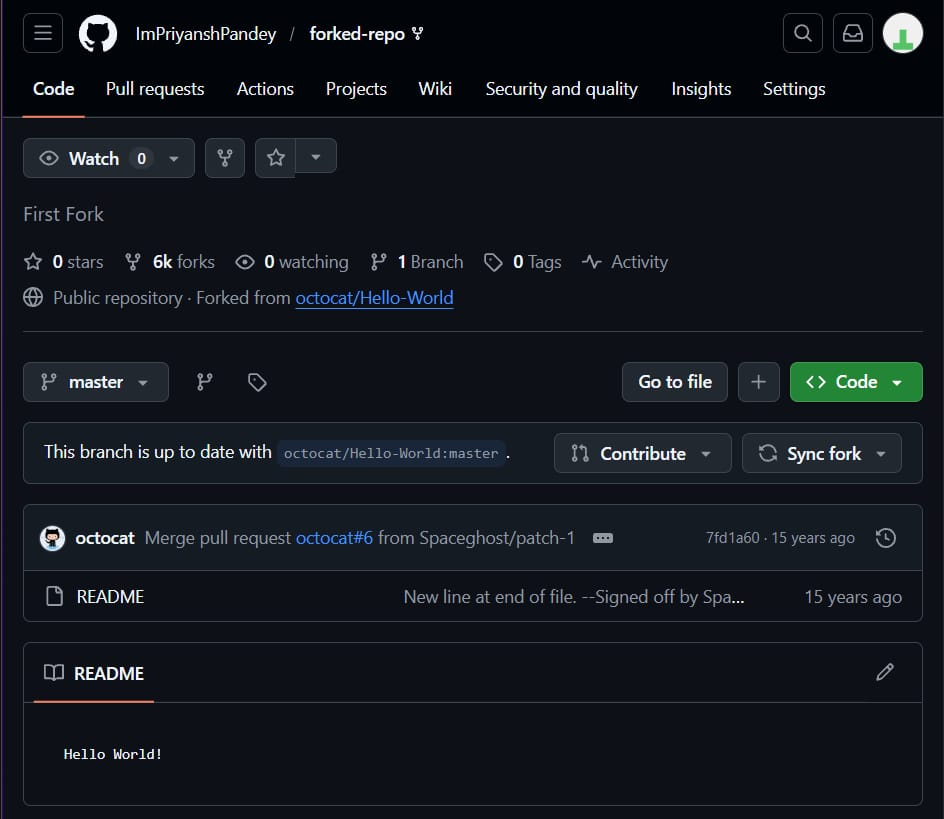 ImPriyanshPandey / forked-repo
Code Pull requests Actions Projects Wiki Security and quality Insights Settings
Watch 0
First Fork
0 stars 6k forks 0 watching 1 Branch 0 Tags Activity
Public repository · Forked from octocat/Hello-World
master Go to file Code
This branch is up to date with octocat/Hello-World:master . Contribute Sync fork
octocat Merge pull request octocat#6 from Spaceghost/patch-1 7fd1a60 · 15 years ago
README New line at end of file. --Signed off by Spa... 15 years ago
README
Hello World!